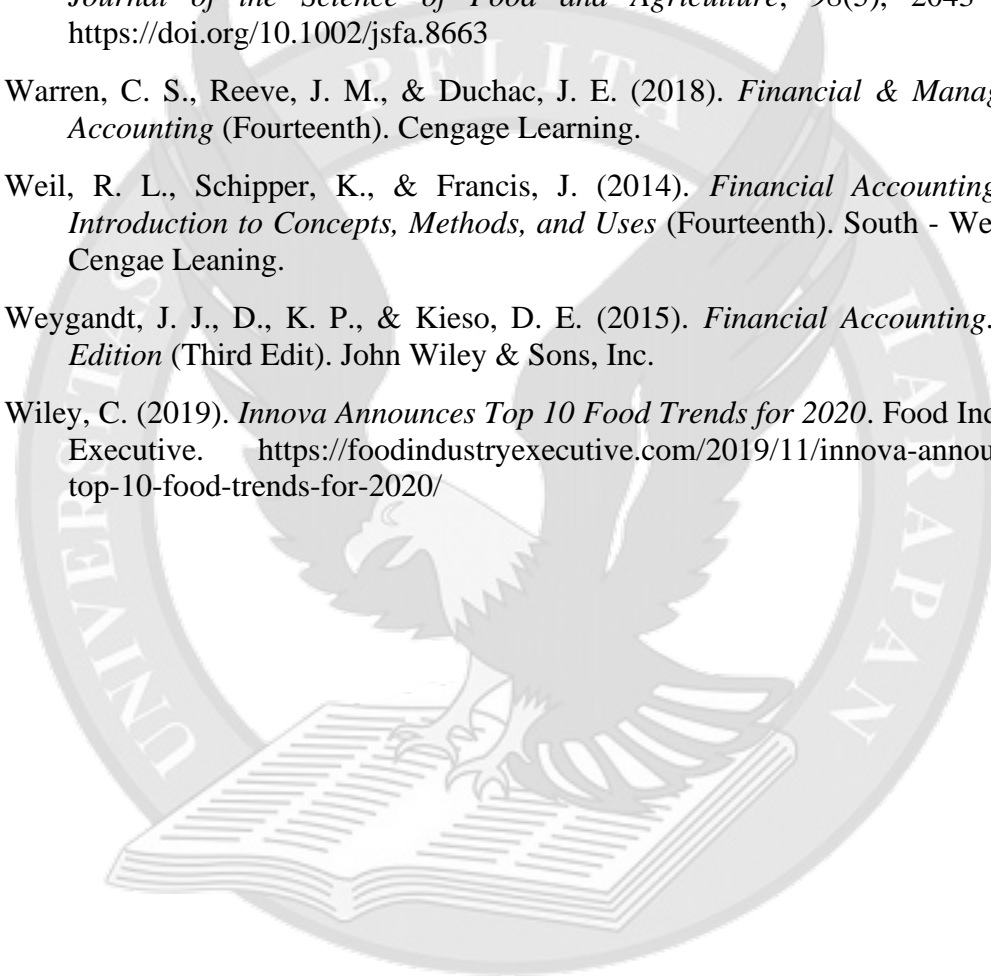 Journal of the Science of Food and Agriculture, 98(5), 2043
https://doi.org/10.1002/jsfa.8663
Warren, C. S., Reeve, J. M., & Duchac, J. E. (2018). Financial &
Accounting (Fourteenth). Cengage Learning.
Weil, R. L., Schipper, K., & Francis, J. (2014). Financial Accounting
Introduction to Concepts, Methods, and Uses (Fourteenth). South -
Cengae Leaning.
Weygandt, J. J., D., K. P., & Kieso, D. E. (2015). Financial Accounting.
Edition (Third Edit). John Wiley & Sons, Inc.
Wiley, C. (2019). Innova Announces Top 10 Food Trends for 2020. Food
Executive. https://foodindustryexecutive.com/2019/11/innova-annou
top-10-food-trends-for-2020/
UNIVERSITAS PELITA HARAPAN